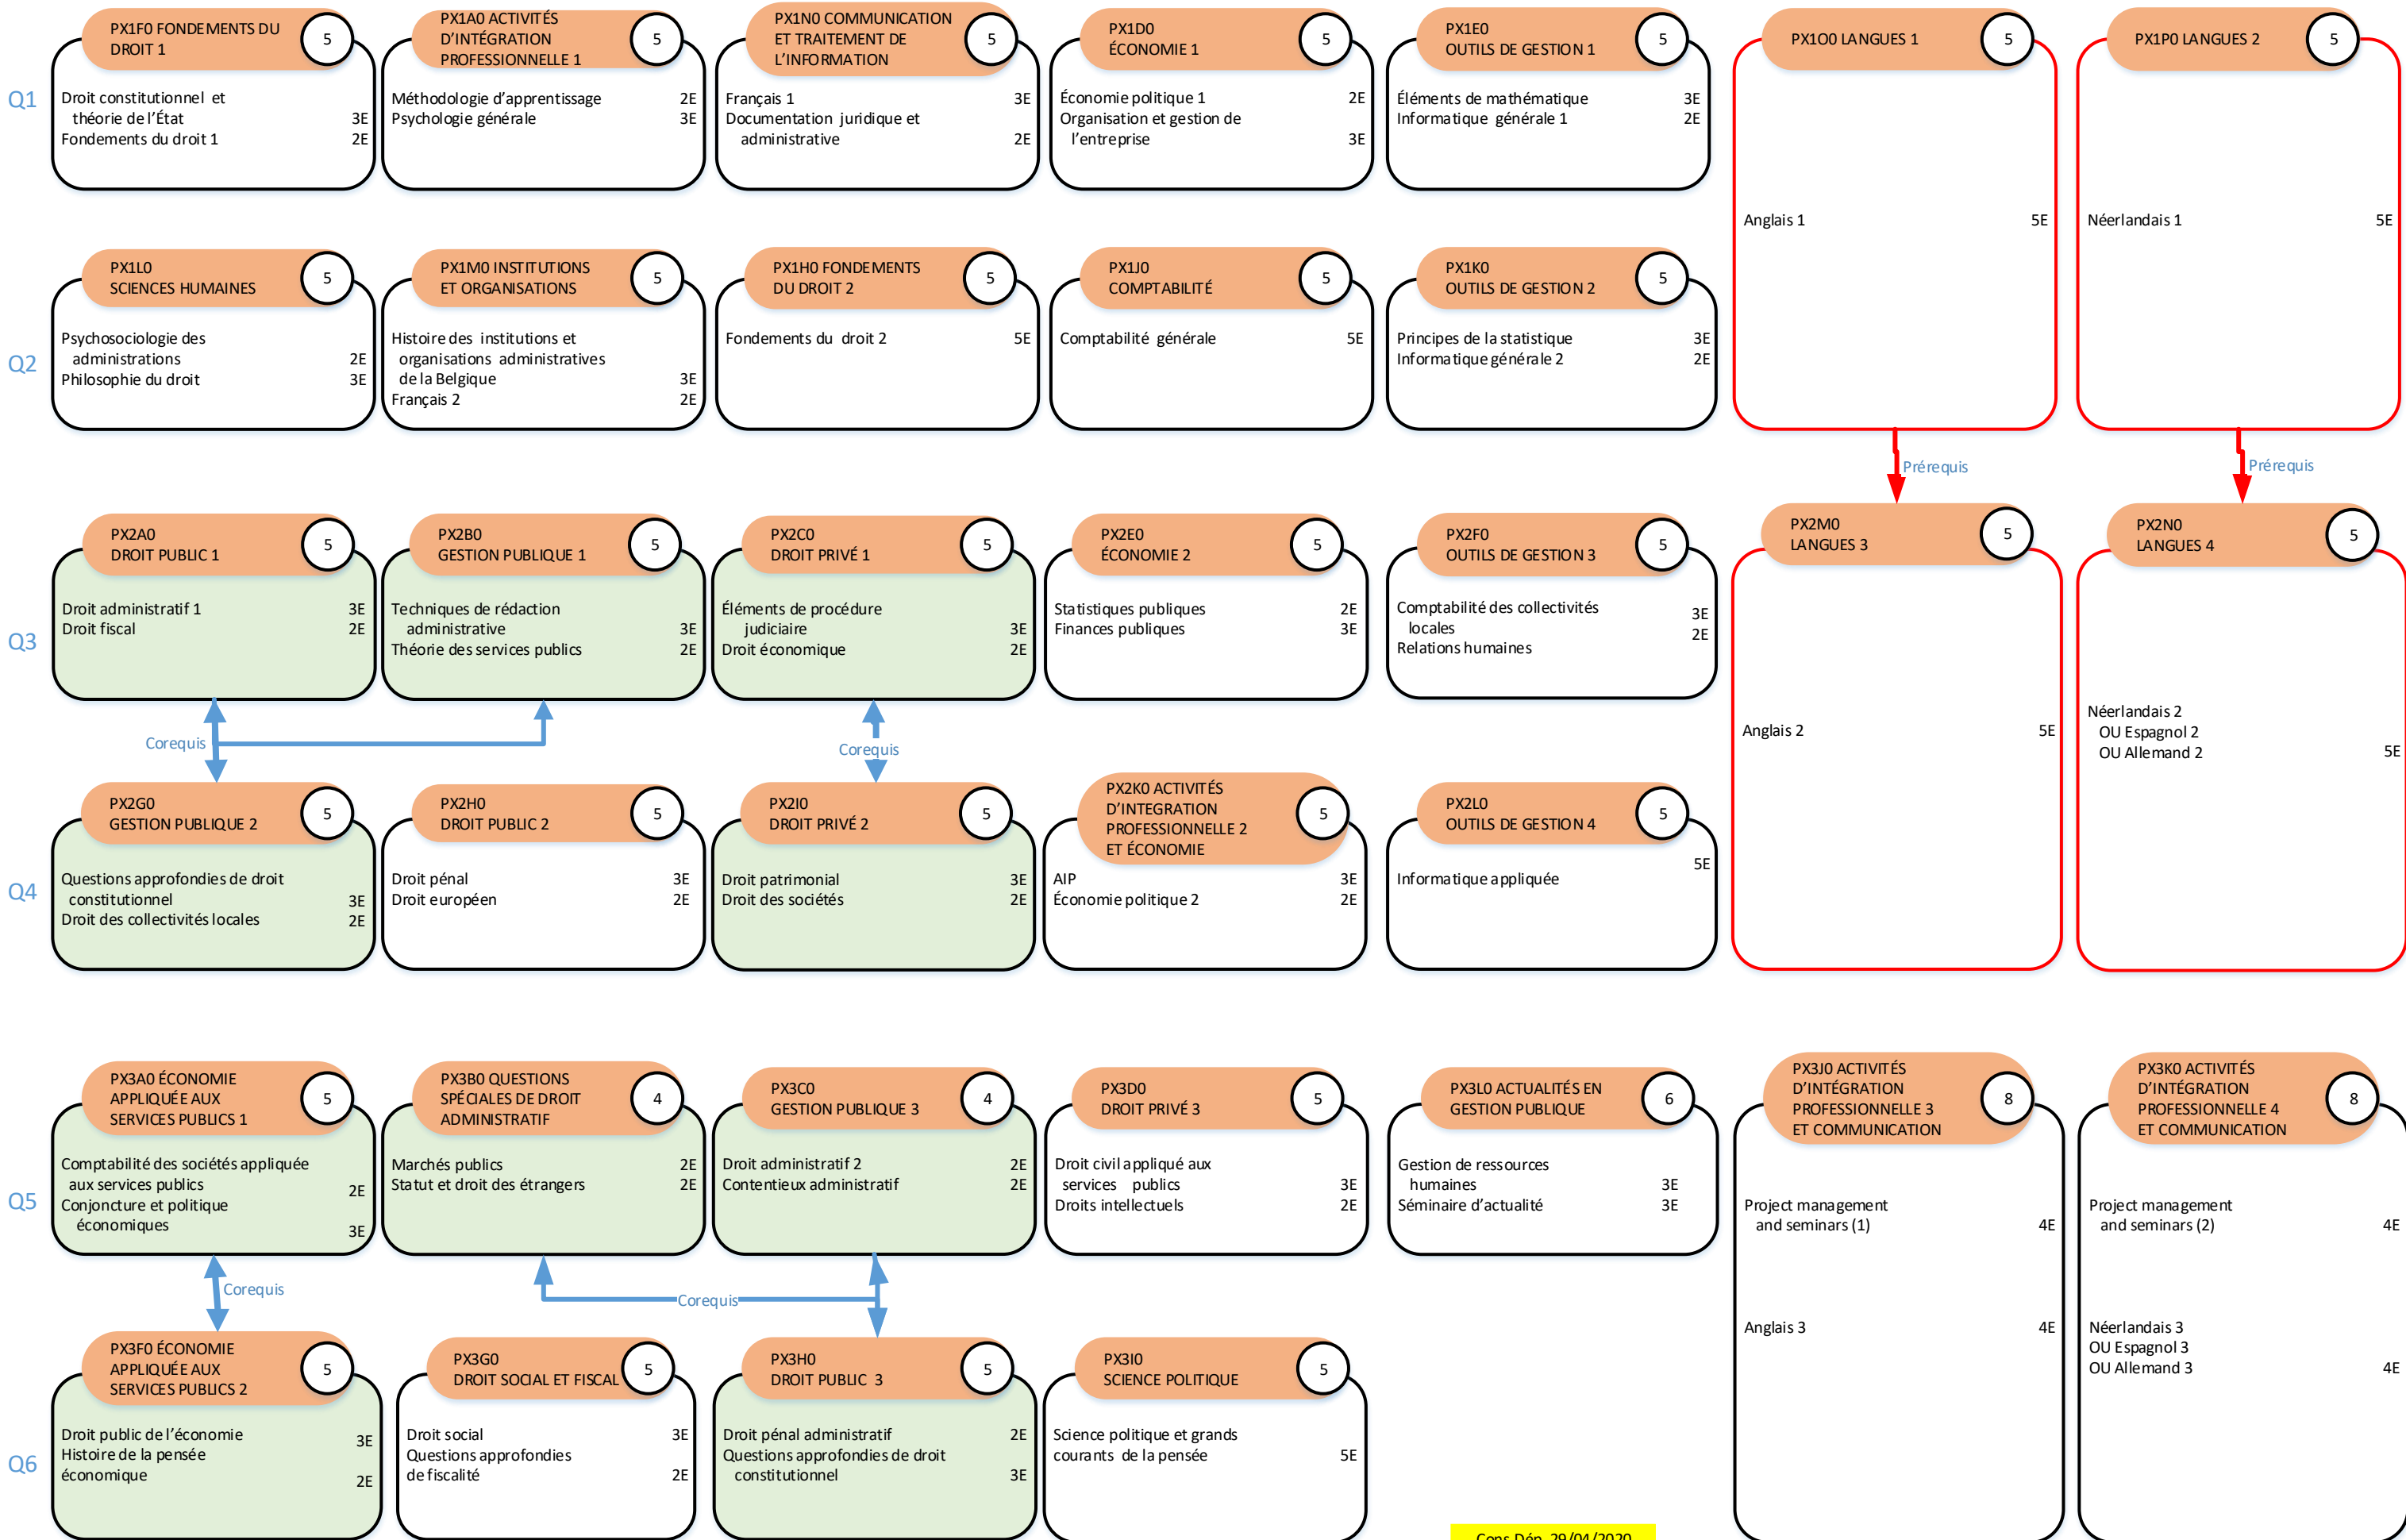 Q1
PX1F0 FONDEMENTS DU
DROIT 1
5
Droit constitutionnel et
théorie de l'État 3E
Fondements du droit 1 2E
PX1A0 ACTIVITÉS
D'INTÉGRATION
PROFESSIONNELLE 1
5
Méthodologie d'apprentissage 2E
Psychologie générale 3E
PX1N0 COMMUNICATION
ET TRAITEMENT DE
L'INFORMATION
5
Français 1 3E
Documentation juridique et
administrative 2E
PX1D0
ÉCONOMIE 1
5
Économie politique 1 2E
Organisation et gestion de
l'entreprise 3E
PX1E0
OUTILS DE GESTION 1
5
Éléments de mathématique 3E
Informatique générale 1 2E
PX1O0 LANGUES 1
5
Anglais 1 5E
PX1P0 LANGUES 2
5
Néerlandais 1 5E
Q2
PX1L0
SCIENCES HUMAINES
5
Psychosociologie des
administrations 2E
Philosophie du droit 3E
PX1M0 INSTITUTIONS
ET ORGANISATIONS
5
Histoire des institutions et
organisations administratives
de la Belgique 3E
Français 2 2E
PX1H0 FONDEMENTS
DU DROIT 2
5
Fondements du droit 2 5E
PX1J0
COMPTABILITÉ
5
Comptabilité générale 5E
PX1K0
OUTILS DE GESTION 2
5
Principes de la statistique 3E
Informatique générale 2 2E
Prérequis
Prérequis
Q3
PX2A0
DROIT PUBLIC 1
5
Droit administratif 1 3E
Droit fiscal 2E
PX2B0
GESTION PUBLIQUE 1
5
Techniques de rédaction
administrative 3E
Théorie des services publics 2E
PX2C0
DROIT PRIVÉ 1
5
Éléments de procédure
judiciaire 3E
Droit économique 2E
PX2E0
ÉCONOMIE 2
5
Statistiques publiques 2E
Finances publiques 3E
PX2F0
OUTILS DE GESTION 3
5
Comptabilité des collectivités 3E
locales
2E
Relations humaines
PX2M0
LANGUES 3
5
Anglais 2 5E
PX2N0
LANGUES 4
5
Néerlandais 2
OU Espagnol 2
OU Allemand 2 5E
Corequis
Corequis
Q4
PX2G0
GESTION PUBLIQUE 2
5
Questions approfondies de droit
constitutionnel 3E
Droit des collectivités locales 2E
PX2H0
DROIT PUBLIC 2
5
Droit pénal 3E
Droit européen 2E
PX2I0
DROIT PRIVÉ 2
5
Droit patrimonial 3E
Droit des sociétés 2E
PX2K0 ACTIVITÉS
D'INTEGRATION
PROFESSIONNELLE 2
ET ÉCONOMIE
5
AIP 3E
Économie politique 2 2E
PX2L0
OUTILS DE GESTION 4
5
5E
Informatique appliquée
Q5
PX3A0 ÉCONOMIE
APPLIQUÉE AUX
SERVICES PUBLICS 1
5
Comptabilité des sociétés appliquée
aux services publics 2E
Conjoncture et politique
économiques 3E
PX3B0 QUESTIONS
SPÉCIALES DE DROIT
ADMINISTRATIF
4
Marchés publics 2E
Statut et droit des étrangers 2E
PX3C0
GESTION PUBLIQUE 3
4
Droit administratif 2 2E
Contentieux administratif 2E
PX3D0
DROIT PRIVÉ 3
5
Droit civil appliqué aux
services publics 3E
Droits intellectuels 2E
PX3L0 ACTUALITÉS EN
GESTION PUBLIQUE
6
Gestion de ressources
humaines 3E
Séminaire d'actualité 3E
PX3J0 ACTIVITÉS
D'INTÉGRATION
PROFESSIONNELLE 3
ET COMMUNICATION
8
Project management
and seminars (1) 4E
Anglais 3 4E
PX3K0 ACTIVITÉS
D'INTÉGRATION
PROFESSIONNELLE 4
ET COMMUNICATION
8
Project management
and seminars (2) 4E
Néerlandais 3
OU Espagnol 3
OU Allemand 3 4E
Corequis
Corequis
Q6
PX3F0 ÉCONOMIE
APPLIQUÉE AUX
SERVICES PUBLICS 2
5
Droit public de l'économie 3E
Histoire de la pensée
économique 2E
PX3G0
DROIT SOCIAL ET FISCAL
5
Droit social 3E
Questions approfondies
de fiscalité 2E
PX3H0
DROIT PUBLIC 3
5
Droit pénal administratif 2E
Questions approfondies de droit
constitutionnel 3E
PX3I0
SCIENCE POLITIQUE
5
Science politique et grands
courants de la pensée 5E
Cons Dép 29/04/2020